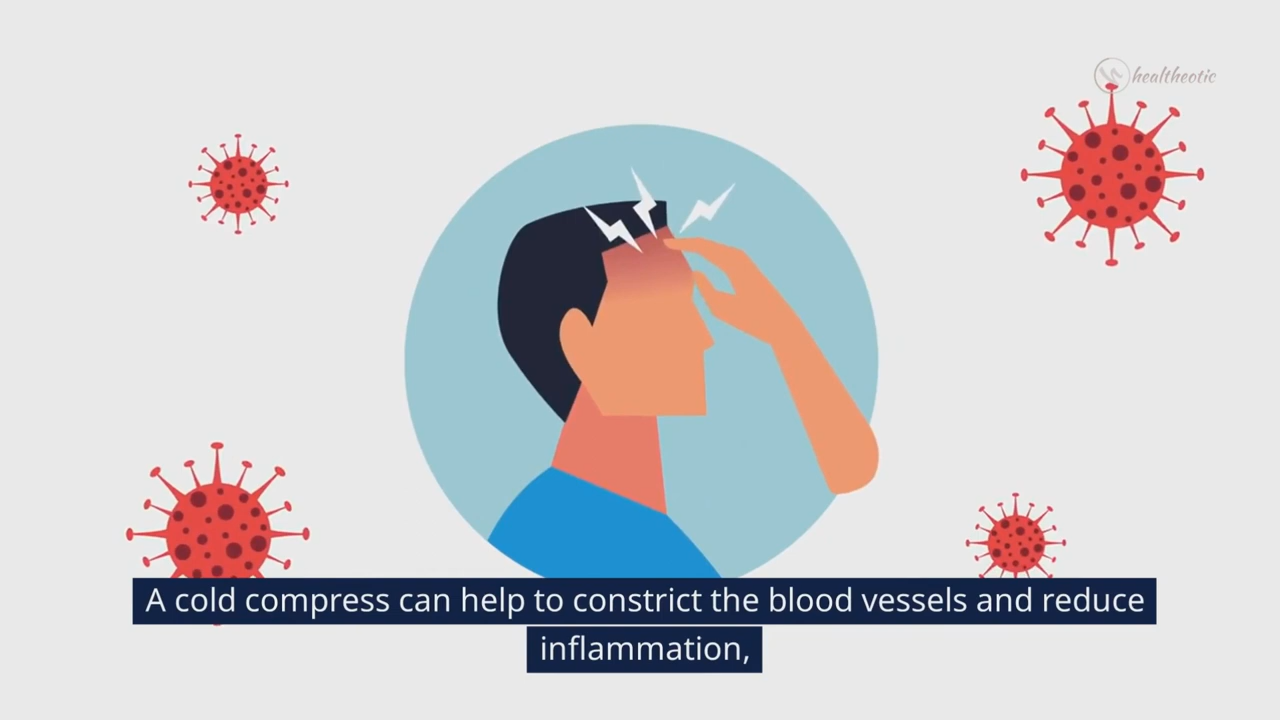 healtheotic
A cold compress can help to constrict the blood vessels and reduce
inflammation,